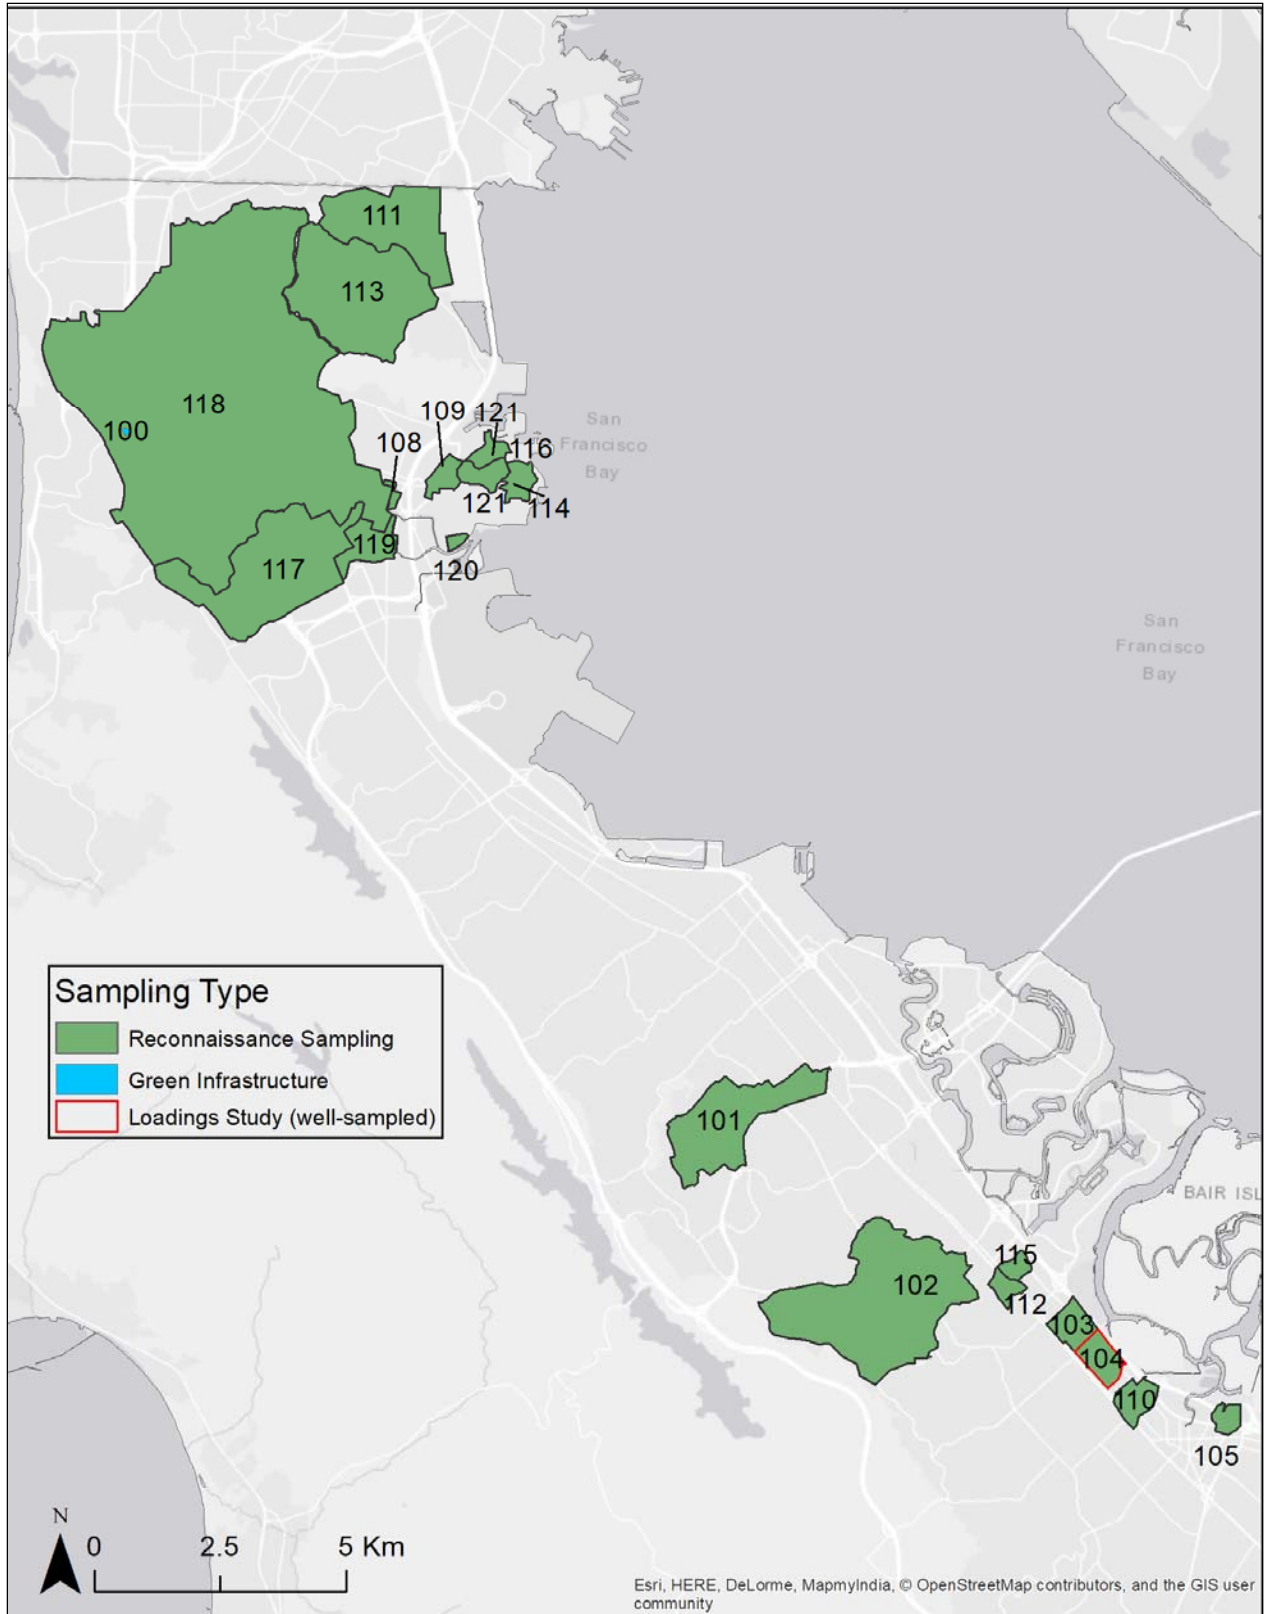 111
113
118
100
109
121
108
116
San
Francisco
Bay
121
114
119
117
120
San
Francisco
Bay
Sampling Type
Reconnaissance Sampling
Green Infrastructure
Loadings Study (well-sampled)
101
BAIR ISL
115
102
112
103
104
110
105
N
0 2.5 5 Km
Esri, HERE, DeLorme, MapmyIndia, © OpenStreetMap contributors, and the GIS user
community